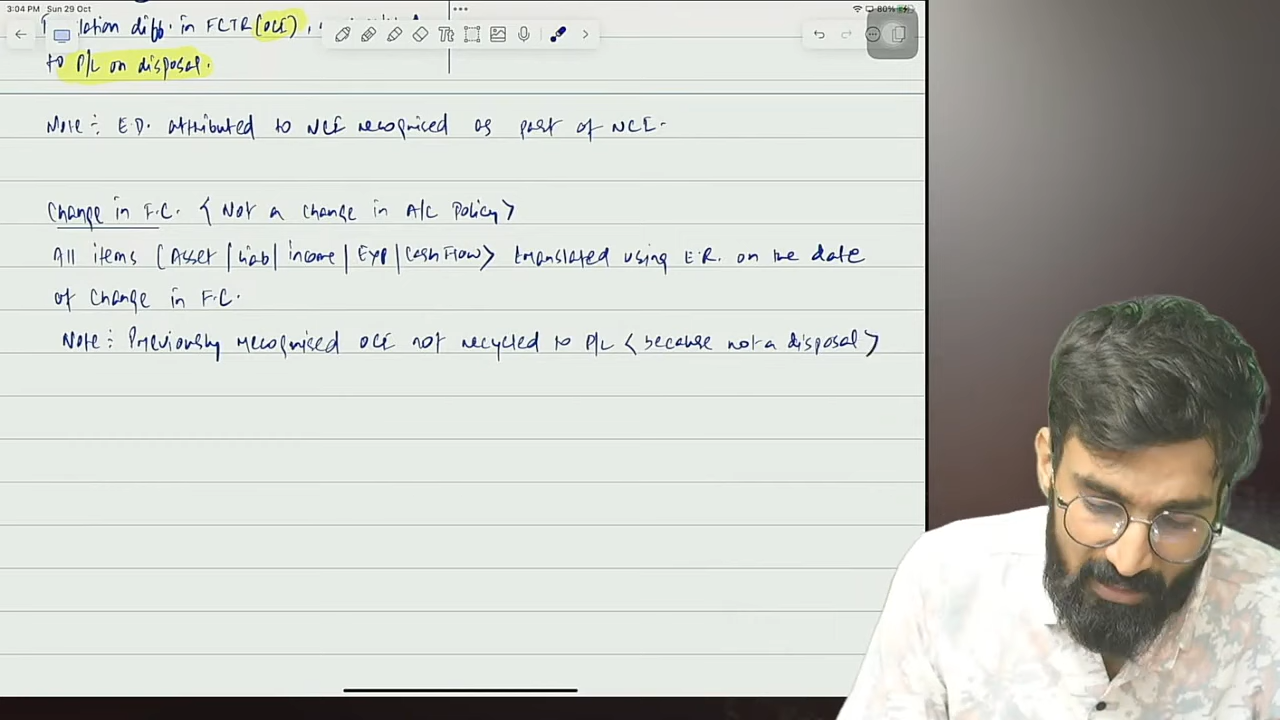 3:04 PM Sun 29 Oct
80%
lation diff. in FCTR (OCI),
to P/L on disposal.
Note: E.D. attributed to NCI recognised as part of NCI.
Change in F.C. < Not a change in A/c Policy >
All items ( Asset | Liab | income | Exp | Cash Flow > translated using E.R. on the date
of change in F.C.
Note: Previously recognised OCI not recycled to P/L < because not a disposal >